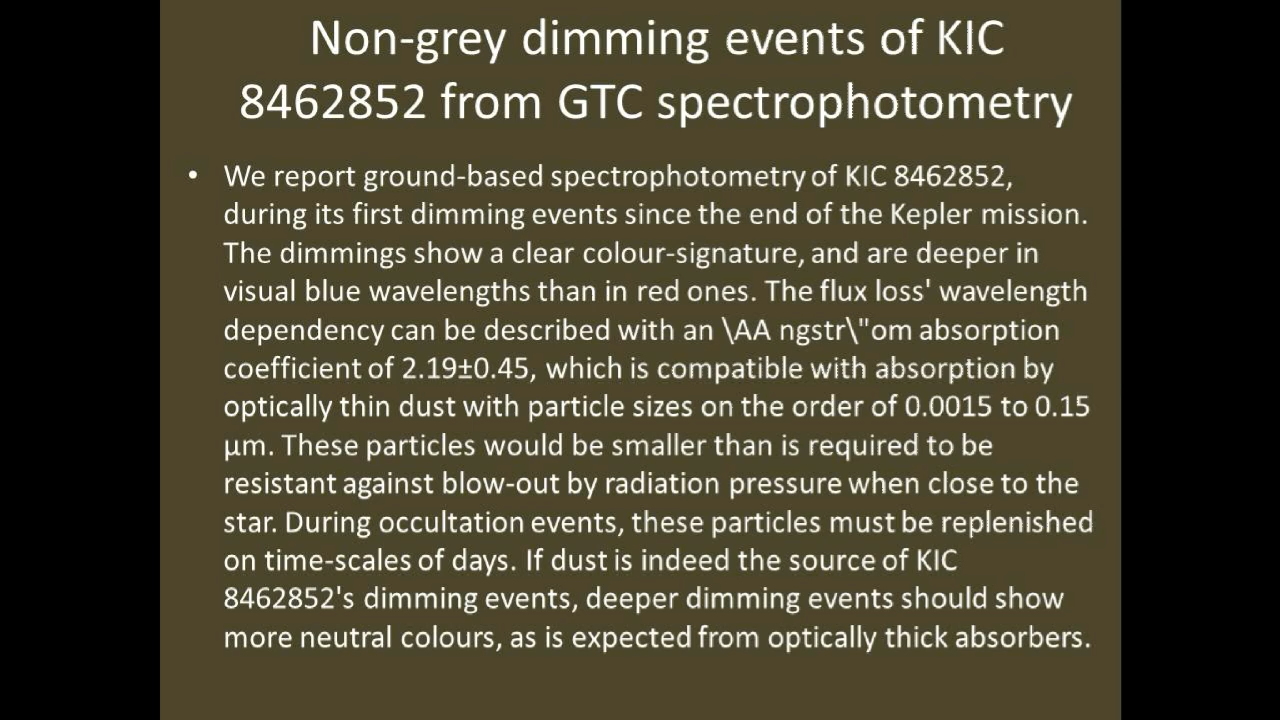 Non-grey dimming events of KIC
8462852 from GTC spectrophotometry
• We report ground-based spectrophotometry of KIC 8462852,
during its first dimming events since the end of the Kepler mission.
The dimmings show a clear colour-signature, and are deeper in
visual blue wavelengths than in red ones. The flux loss' wavelength
dependency can be described with an \AA ngstr\"om absorption
coefficient of 2.19±0.45, which is compatible with absorption by
optically thin dust with particle sizes on the order of 0.0015 to 0.15
μm. These particles would be smaller than is required to be
resistant against blow-out by radiation pressure when close to the
star. During occultation events, these particles must be replenished
on time-scales of days. If dust is indeed the source of KIC
8462852's dimming events, deeper dimming events should show
more neutral colours, as is expected from optically thick absorbers.